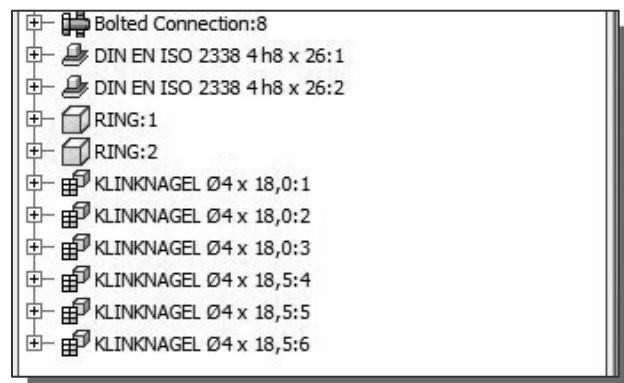 Bolted Connection:8
DIN EN ISO 2338 4 h8 x 26:1
DIN EN ISO 2338 4 h8 x 26:2
RING:1
RING:2
KLINKNAGEL Ø4 x 18,0:1
KLINKNAGEL Ø4 x 18,0:2
KLINKNAGEL Ø4 x 18,0:3
KLINKNAGEL Ø4 x 18,5:4
KLINKNAGEL Ø4 x 18,5:5
KLINKNAGEL Ø4 x 18,5:6